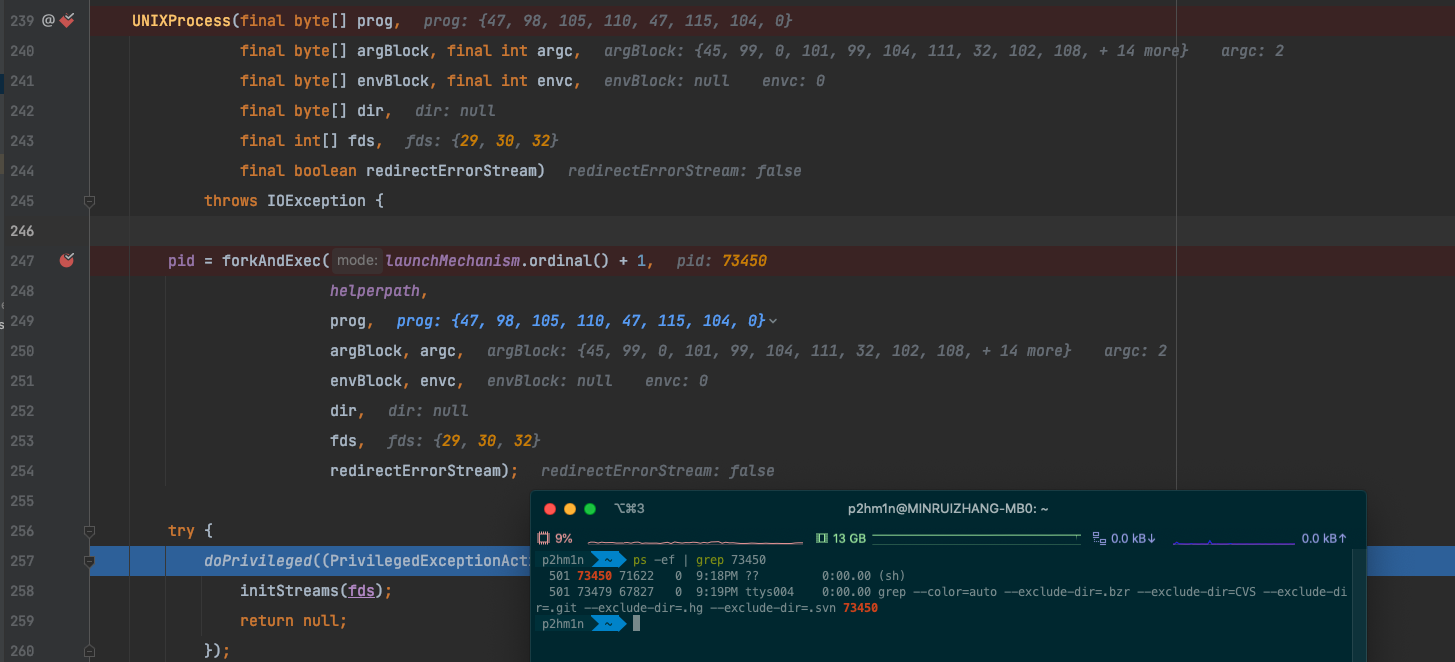 239 @ UNIXProcess(final byte[] prog, prog: {47, 98, 105, 110, 47, 115, 104, 0}
240 final byte[] argBlock, final int argc, argBlock: {45, 99, 0, 101, 99, 104, 111, 32, 102, 108, + 14 more} argc: 2
241 final byte[] envBlock, final int envc, envBlock: null envc: 0
242 final byte[] dir, dir: null
243 final int[] fds, fds: {29, 30, 32}
244 final boolean redirectErrorStream) redirectErrorStream: false
245 throws IOException {
246
247 pid = forkAndExec( mode: launchMechanism.ordinal() + 1, pid: 73450
248 helperpath,
249 prog, prog: {47, 98, 105, 110, 47, 115, 104, 0}
250 argBlock, argc, argBlock: {45, 99, 0, 101, 99, 104, 111, 32, 102, 108, + 14 more} argc: 2
251 envBlock, envc, envBlock: null envc: 0
252 dir, dir: null
253 fds, fds: {29, 30, 32}
254 redirectErrorStream); redirectErrorStream: false
255
256 try {
257 doPrivileged((PrivilegedExceptionAct
258 initStreams(fds);
259 return null;
260 });
⌥⌘3 p2hm1n@MINRUIZHANG-MB0: ~
9% 13 GB 0.0 kB↓ 0.0 kB↑
p2hm1n ~ ps -ef | grep 73450
501 73450 71622 0 9:18PM ?? 0:00.00 (sh)
501 73479 67827 0 9:19PM ttys004 0:00.00 grep --color=auto --exclude-dir=.bzr --exclude-dir=CVS --exclude-di
r=.git --exclude-dir=.hg --exclude-dir=.svn 73450
p2hm1n ~